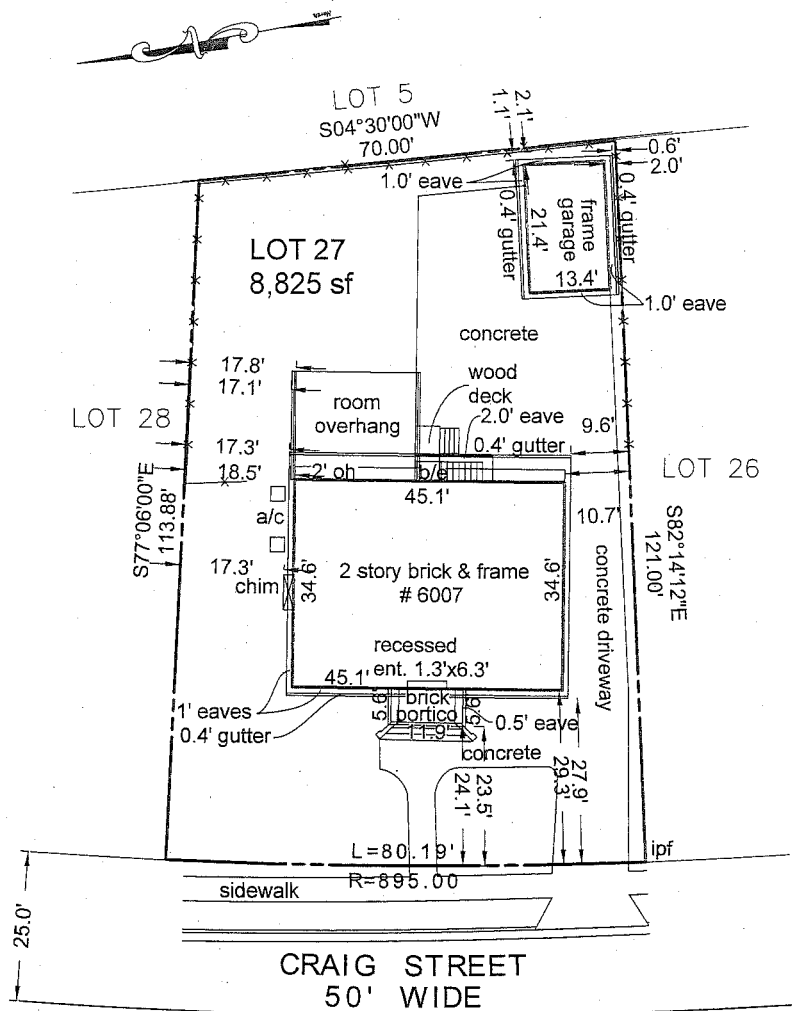 North
N
LOT 5
S04°30'00"W
70.00'
1.1'
2.1'
0.6'
2.0'
1.0' eave
0.4' gutter
21.4'
frame
garage
0.4' gutter
13.4'
1.0' eave
LOT 27
8,825 sf
concrete
17.8'
17.1'
room
overhang
wood
deck
2.0' eave
0.4' gutter
9.6'
LOT 28
17.3'
18.5'
2' oh
b/e
LOT 26
45.1'
a/c
10.7'
S77°06'00"E
113.88'
S82°14'12"E
121.00'
17.3'
chim
34.6'
2 story brick & frame
# 6007
34.6'
concrete driveway
recessed
ent. 1.3'x6.3'
45.1'
1' eaves
0.4' gutter
5.6'
brick
portico
5.6'
0.5' eave
11.9'
concrete
24.1'
23.5'
29.3'
27.9'
L=80.19'
R=895.00
ipf
sidewalk
25.0'
CRAIG STREET
50' WIDE